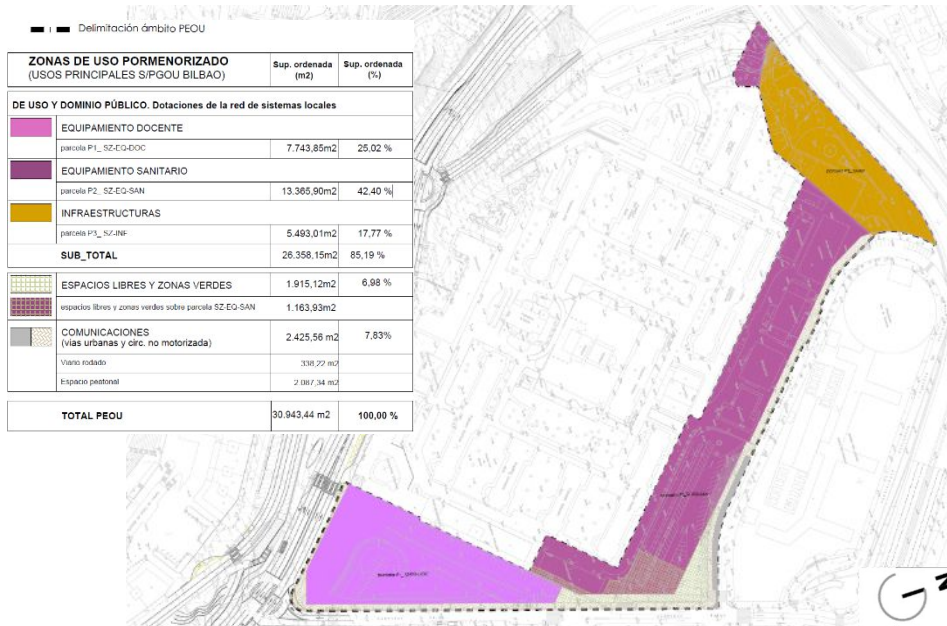 Delimitación ámbito PEOU
ZONAS DE USO PORMENORIZADO
(USOS PRINCIPALES S/PGOU BILBAO)
Sup. ordenada
(m2)
Sup. ordenada
(%)
DE USO Y DOMINIO PÚBLICO. Dotaciones de la red de sistemas locales
EQUIPAMIENTO DOCENTE
parcela P1_ SZ-EQ-DOC 7.743,85m2 25,02 %
EQUIPAMIENTO SANITARIO
parcela P2_ SZ-EQ-SAN 13.365,90m2 42.40 %
INFRAESTRUCTURAS
parcela P3_ SZ-INF 5.493,01m2 17,77 %
SUB_TOTAL 26.358,15m2 85,19 %
ESPACIOS LIBRES Y ZONAS VERDES 1.915,12m2 6,98 %
espacios libres y zonas verdes sobre parcela SZ-EQ-SAN 1.163,93m2
COMUNICACIONES
(vias urbanas y circ. no motorizada) 2.425,56 m2 7,83%
Viario rodado 338,22 m2
Espacio peatonal 2.087,34 m2
TOTAL PEOU 30.943,44 m2 100,00 %